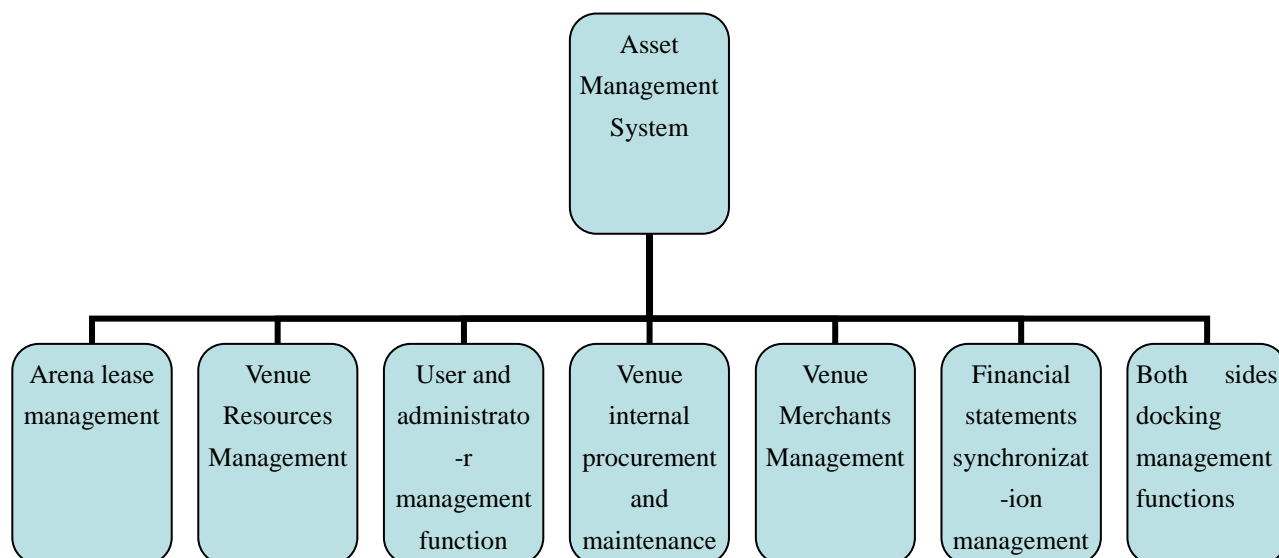 Asset
Management
System
Arena lease
management
Venue
Resources
Management
User and
administrato
-r
management
function
Venue
internal
procurement
and
maintenance
Venue
Merchants
Management
Financial
statements
synchronizat
-ion
management
Both sides
docking
management
functions